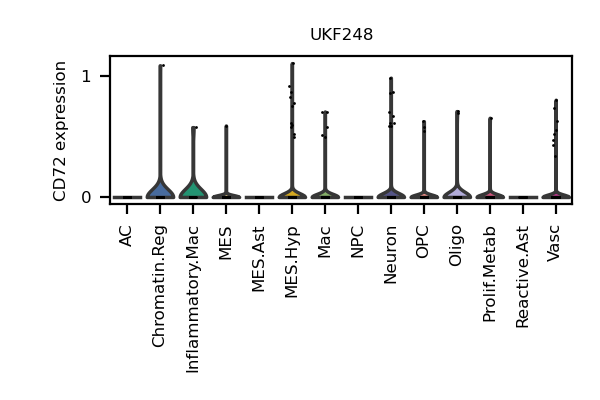 UKF248
CD72 expression
1
0
AC
Chromatin.Reg
Inflammatory.Mac
MES
MES.Ast
MES.Hyp
Mac
NPC
Neuron
OPC
Oligo
Prolif.Metab
Reactive.Ast
Vasc